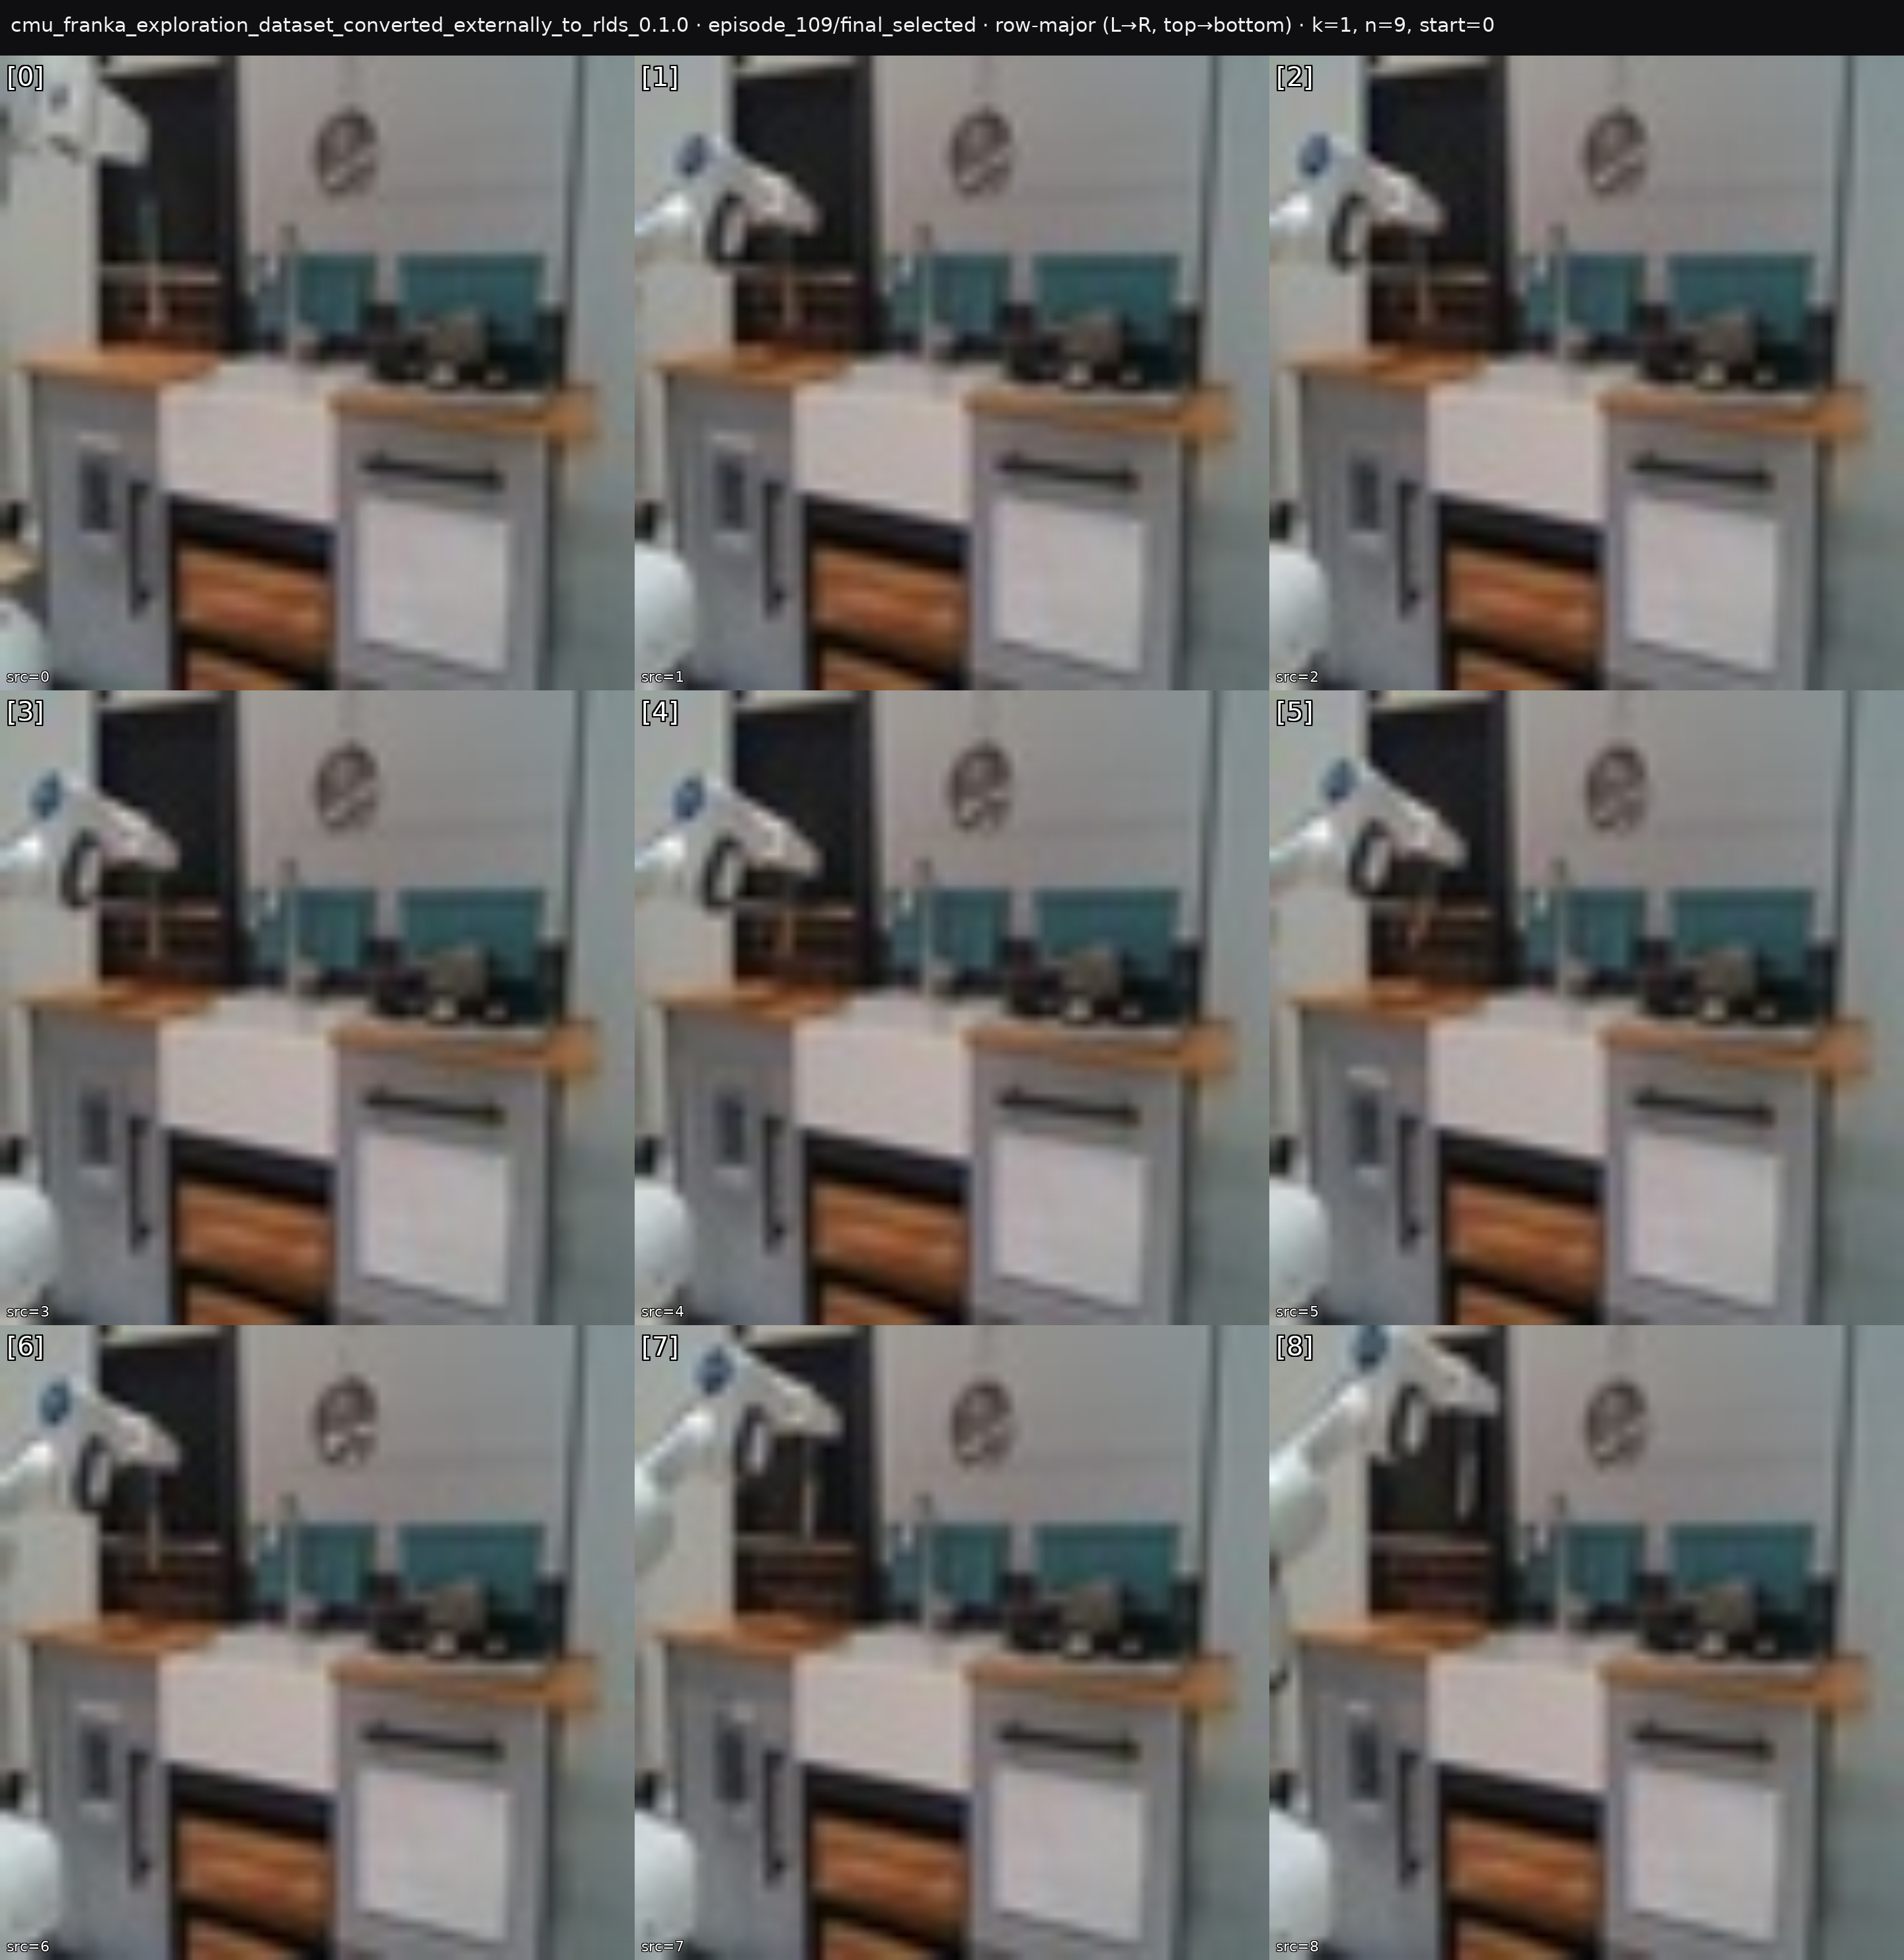 cmu_franka_exploration_dataset_converted_externally_to_rlds_0.1.0 · episode_109/final_selected · row-major (L→R, top→bottom) · k=1, n=9, start=0
[0] [1] [2]
src=0 src=1 src=2
[3] [4] [5]
src=3 src=4 src=5
[6] [7] [8]
src=6 src=7 src=8